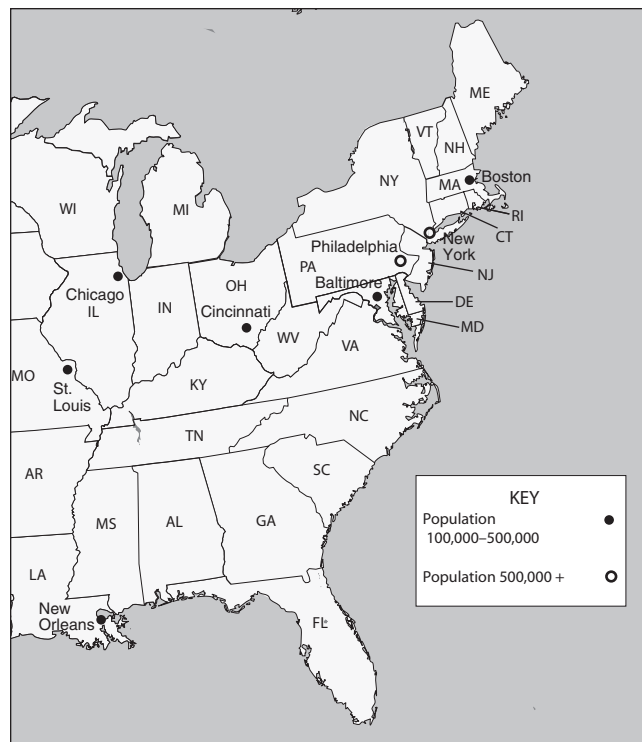 ME
VT
NH
NY
MA
Boston
WI
MI
RI
CT
New
York
Philadelphia
PA
NJ
Baltimore
OH
Chicago
IL
IN
Cincinnati
DE
MD
WV
VA
MO
St.
Louis
KY
NC
TN
AR
SC
MS
AL
GA
LA
New
Orleans
FL
KEY
Population
100,000–500,000
Population 500,000 +